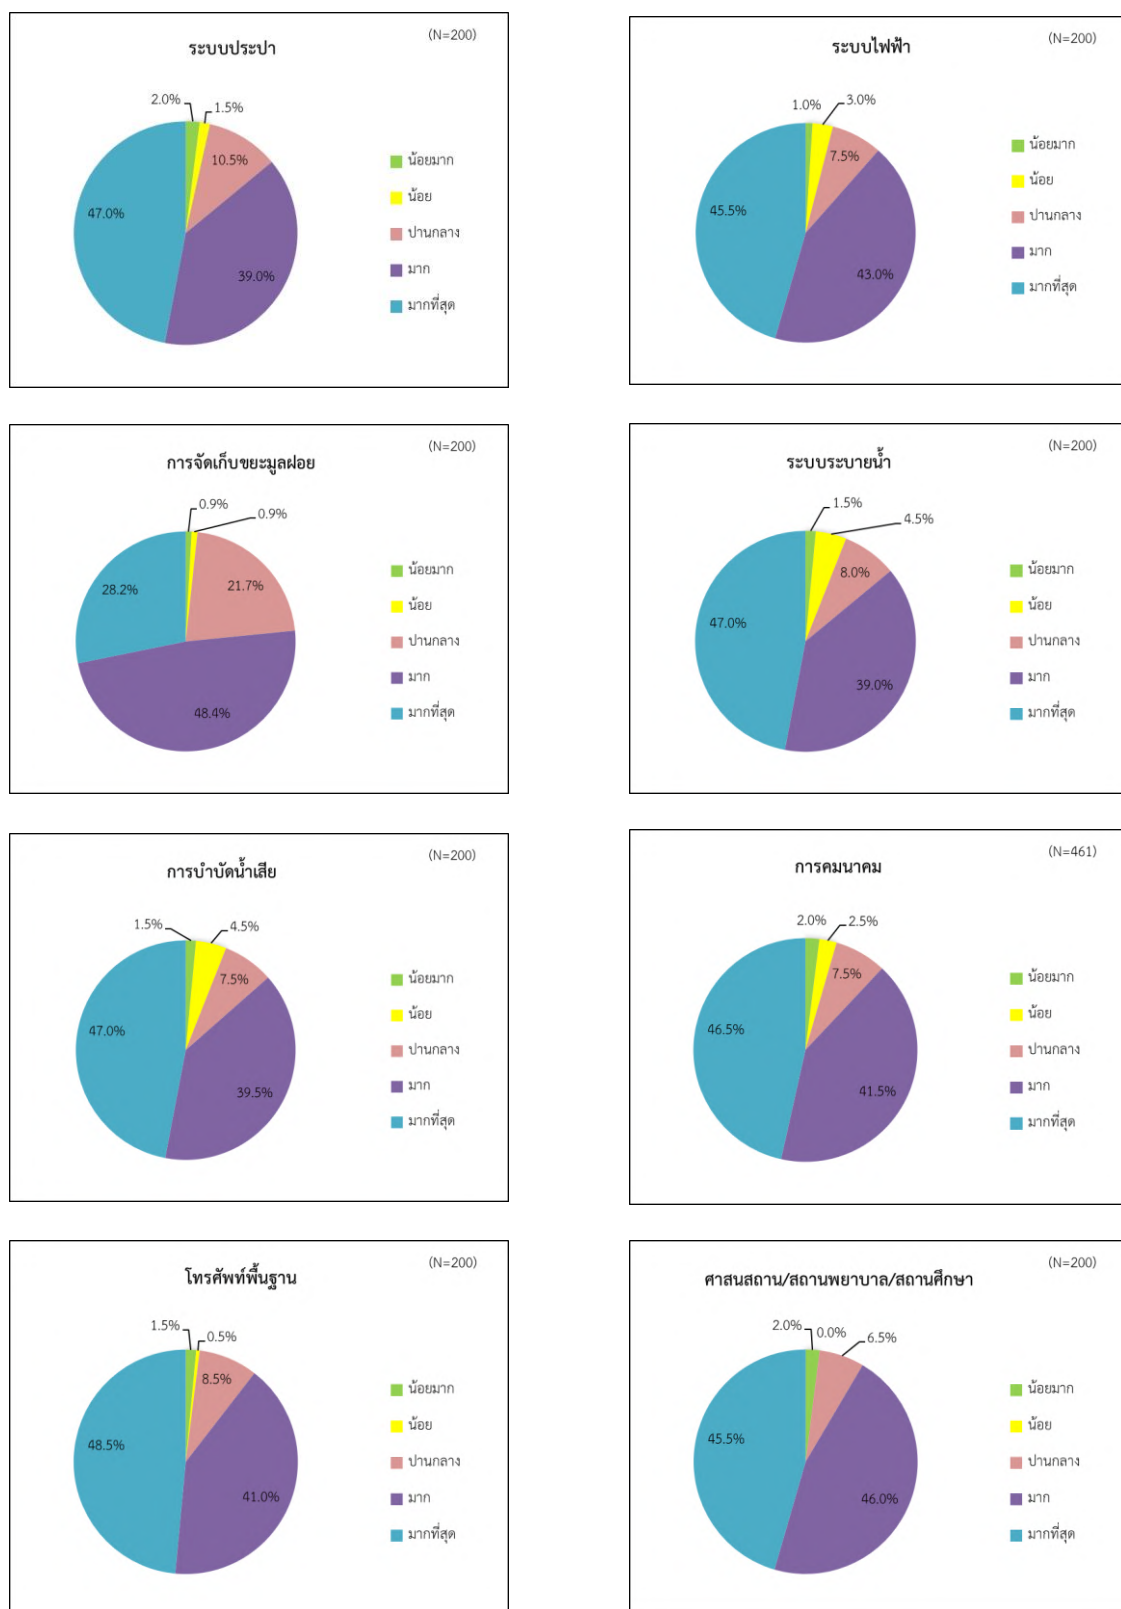 (N=200)
ระบบประปา
2.0%
1.5%
10.5%
47.0%
39.0%
น้อยมาก
น้อย
ปานกลาง
มาก
มากที่สุด
(N=200)
ระบบไฟฟ้า
1.0%
3.0%
7.5%
45.5%
43.0%
น้อยมาก
น้อย
ปานกลาง
มาก
มากที่สุด
(N=200)
การจัดเก็บขยะมูลฝอย
0.9%
0.9%
28.2%
21.7%
48.4%
น้อยมาก
น้อย
ปานกลาง
มาก
มากที่สุด
(N=200)
ระบบระบายน้ำ
1.5%
4.5%
8.0%
47.0%
39.0%
น้อยมาก
น้อย
ปานกลาง
มาก
มากที่สุด
(N=200)
การบำบัดน้ำเสีย
1.5%
4.5%
7.5%
47.0%
39.5%
น้อยมาก
น้อย
ปานกลาง
มาก
มากที่สุด
(N=461)
การคมนาคม
2.0%
2.5%
7.5%
46.5%
41.5%
น้อยมาก
น้อย
ปานกลาง
มาก
มากที่สุด
(N=200)
โทรศัพท์พื้นฐาน
1.5%
0.5%
8.5%
48.5%
41.0%
น้อยมาก
น้อย
ปานกลาง
มาก
มากที่สุด
(N=200)
ศาสนสถาน/สถานพยาบาล/สถานศึกษา
2.0%
0.0%
6.5%
45.5%
46.0%
น้อยมาก
น้อย
ปานกลาง
มาก
มากที่สุด